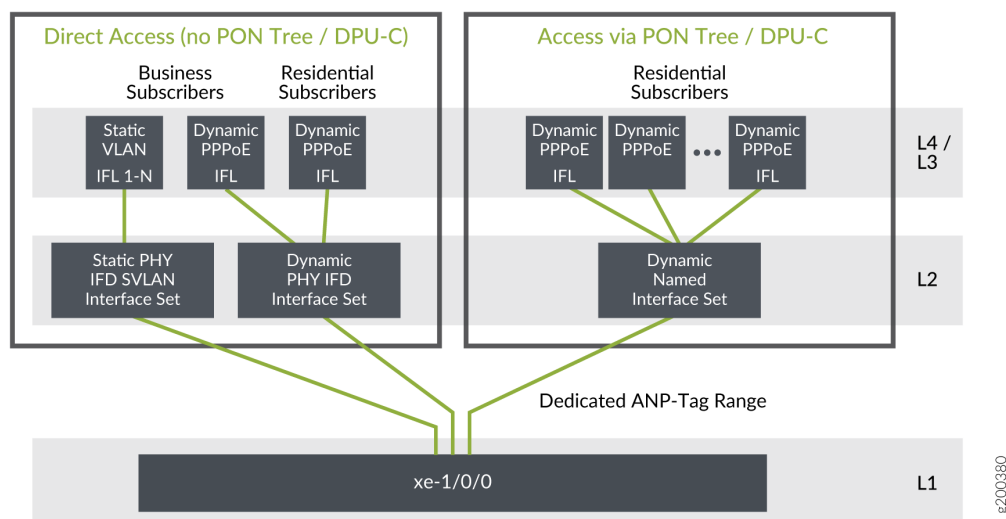 Direct Access (no PON Tree / DPU-C)
Access via PON Tree / DPU-C
Business
Subscribers
Residential
Subscribers
Residential
Subscribers
Static
VLAN
IFL 1-N
Dynamic
PPPoE
IFL
Dynamic
PPPoE
IFL
Dynamic
PPPoE
IFL
Dynamic
PPPoE
•••
Dynamic
PPPoE
IFL
L4 /
L3
Static PHY
IFD SVLAN
Interface Set
Dynamic
PHY IFD
Interface Set
Dynamic
Named
Interface Set
L2
Dedicated ANP-Tag Range
xe-1/0/0
L1
g200380